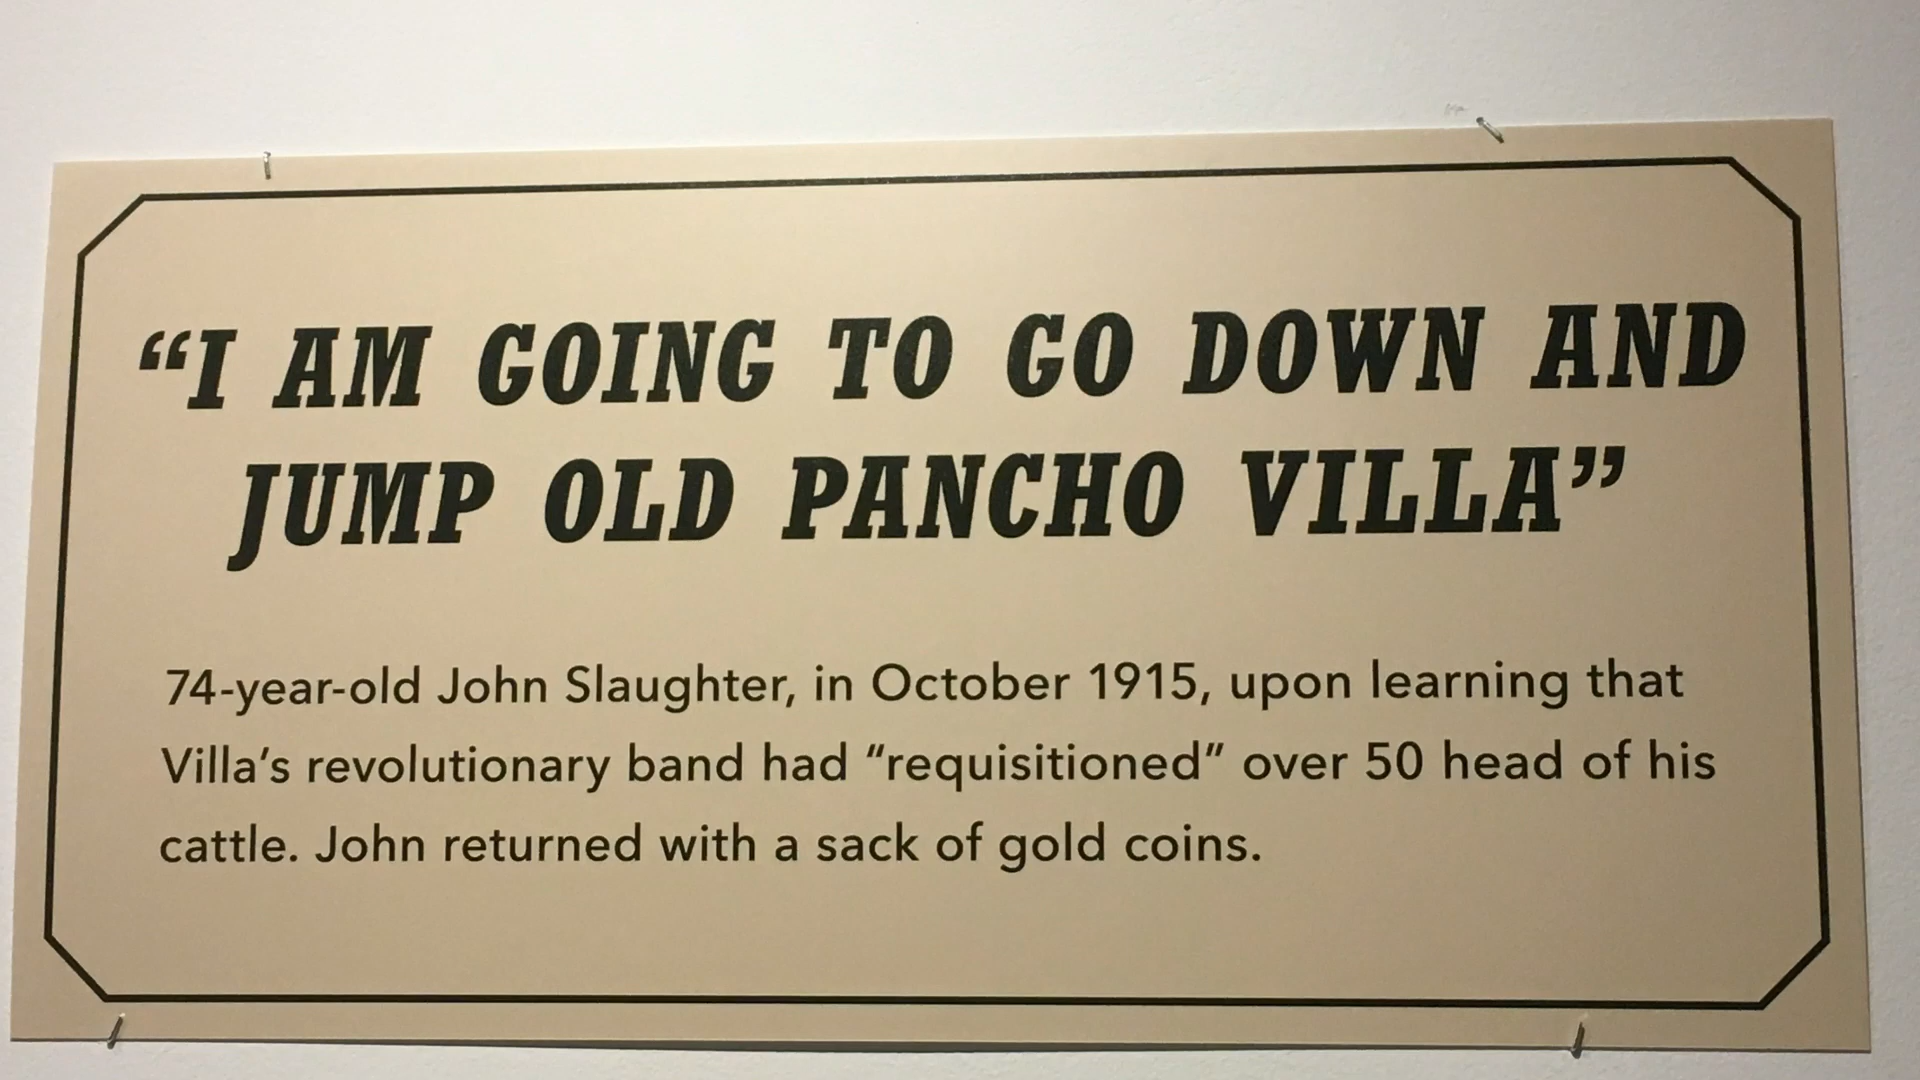 “I AM GOING TO GO DOWN AND
JUMP OLD PANCHO VILLA”
74-year-old John Slaughter, in October 1915, upon learning that
Villa’s revolutionary band had “requisitioned” over 50 head of his
cattle. John returned with a sack of gold coins.